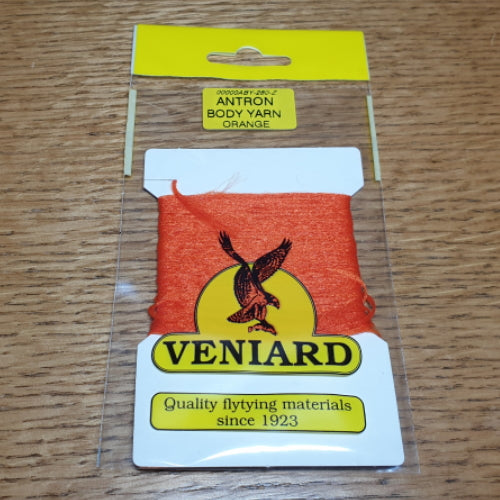 00000ABY-280-Z
ANTRON
BODY YARN
ORANGE
VENIARD
Quality flytying materials
since 1923